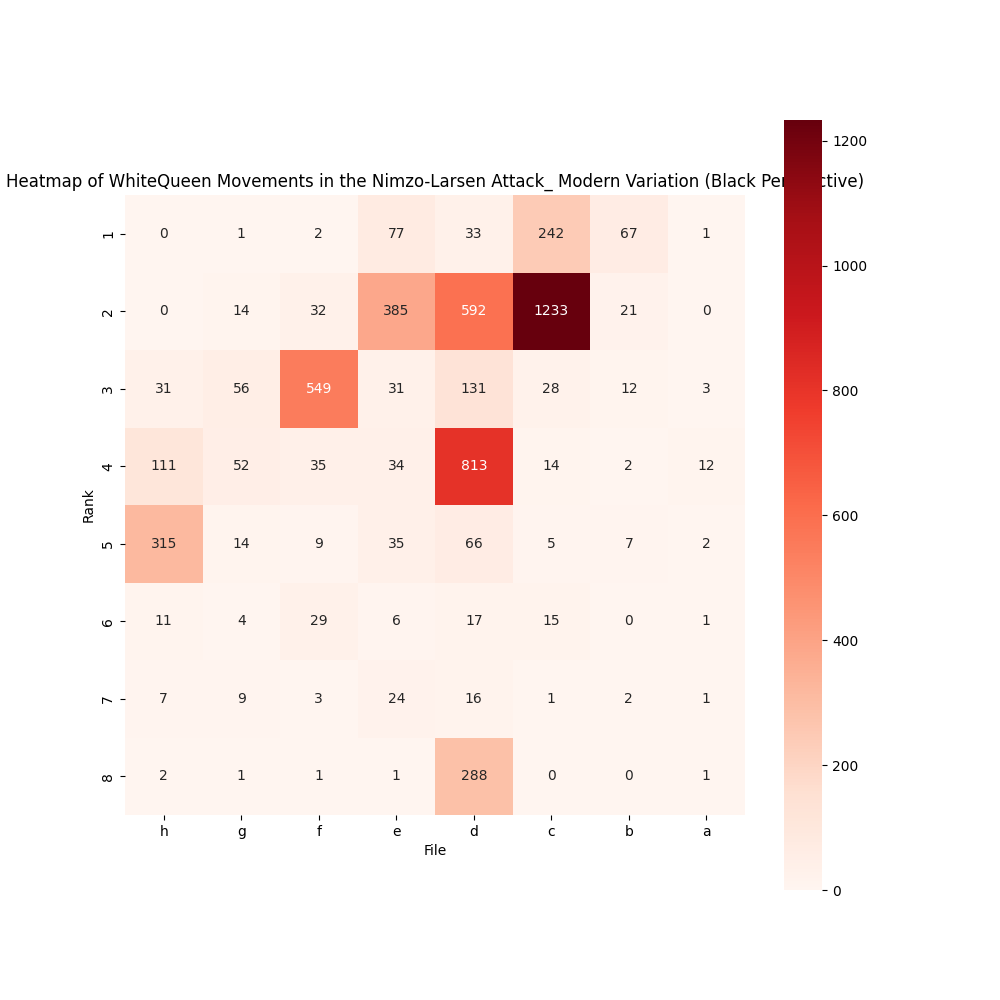 Heatmap of WhiteQueen Movements in the Nimzo-Larsen Attack_ Modern Variation (Black Pe ctive)
1200
1 0 1 2 77 33 242 67 1
1000
2 0 14 32 385 592 1233 21 0
800
3 31 56 549 31 131 28 12 3
4 111 52 35 34 813 14 2 12
600
Rank
5 315 14 9 35 66 5 7 2
400
6 11 4 29 6 17 15 0 1
7 7 9 3 24 16 1 2 1
200
8 2 1 1 1 288 0 0 1
h g f e d c b a
File
0